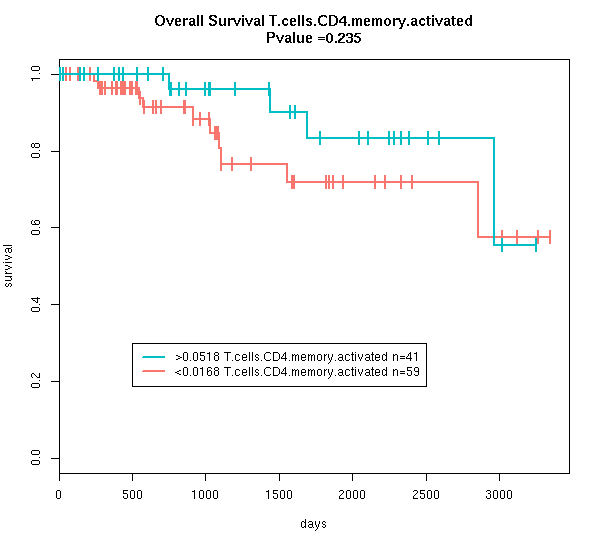 Overall Survival T.cells.CD4.memory.activated
Pvalue =0.235
1.0
0.8
0.6
0.4
0.2
0.0
survival
>0.0518 T.cells.CD4.memory.activated n=41
<0.0168 T.cells.CD4.memory.activated n=59
0 500 1000 1500 2000 2500 3000
days